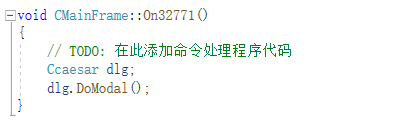 void CMainFrame::On32771()
{
// TODO: 在此添加命令处理程序代码
Ccaesar dlg;
dlg.DoModal();
}